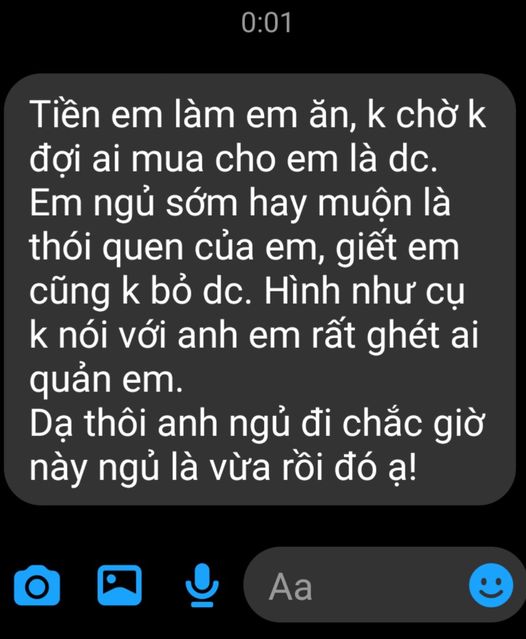 0:01
Tiền em làm em ăn, k chờ k
đợi ai mua cho em là dc.
Em ngủ sớm hay muộn là
thói quen của em, giết em
cũng k bỏ dc. Hình như cụ
k nói với anh em rất ghét ai
quản em.
Dạ thôi anh ngủ đi chắc giờ
này ngủ là vừa rồi đó ạ!
Aa